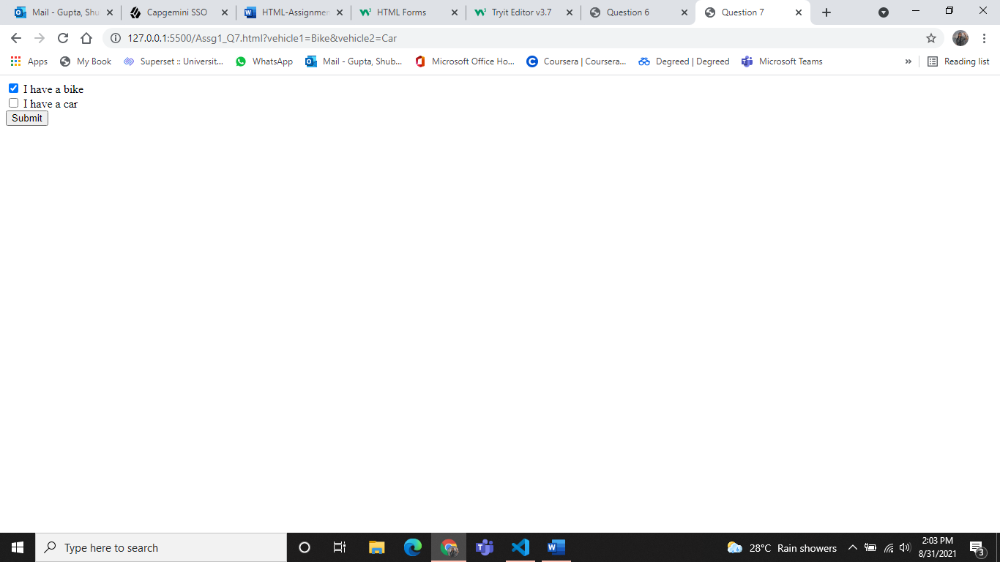 Mail - Gupta, Shu
Capgemini SSO
HTML-Assignmen
HTML Forms
Tryit Editor v3.7
Question 6
Question 7
127.0.0.1:5500/Assg1_Q7.html?vehicle1=Bike&vehicle2=Car
Apps
My Book
Superset :: Universit...
WhatsApp
Mail - Gupta, Shub...
Microsoft Office Ho...
Coursera | Coursera...
Degreed | Degreed
Microsoft Teams
»
Reading list
I have a bike
I have a car
Submit
Type here to search
28°C Rain showers
2:03 PM
8/31/2021
3